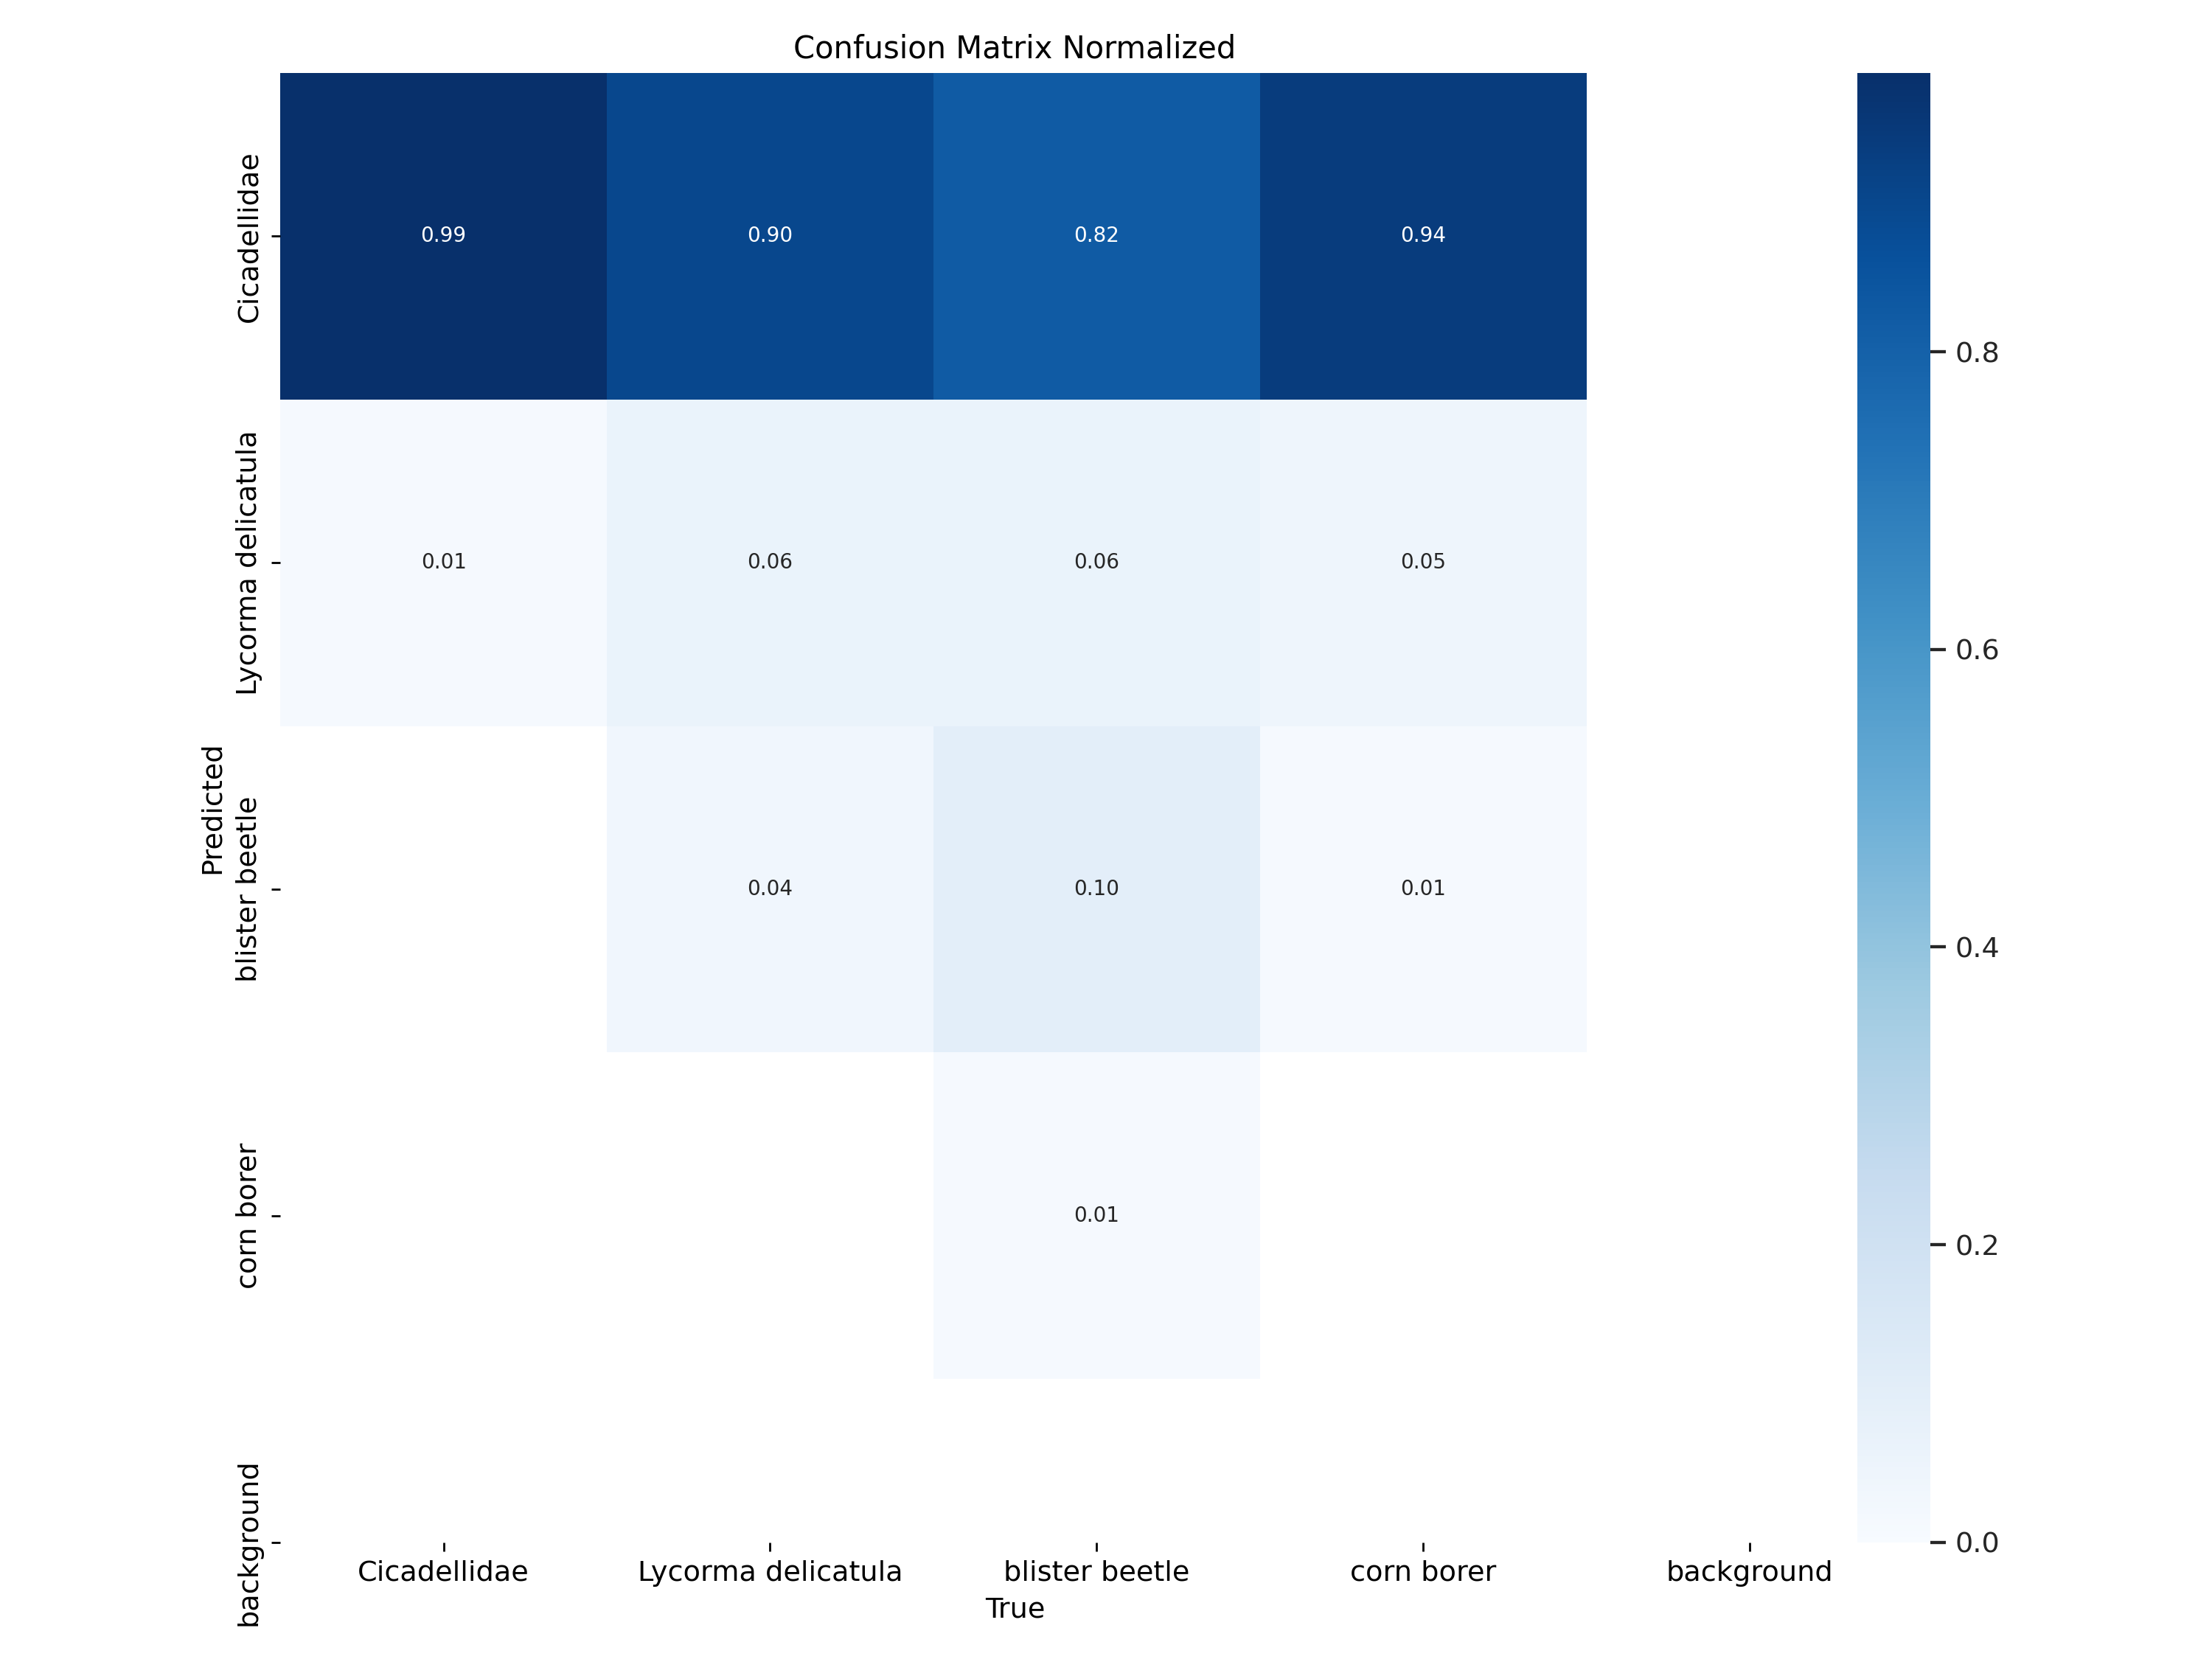 Confusion Matrix Normalized
Predicted
Cicadellidae
0.99 0.90 0.82 0.94
Lycorma delicatula
0.01 0.06 0.06 0.05
blister beetle
0.04 0.10 0.01
corn borer
0.01
background
Cicadellidae Lycorma delicatula blister beetle corn borer background
True
0.8
0.6
0.4
0.2
0.0